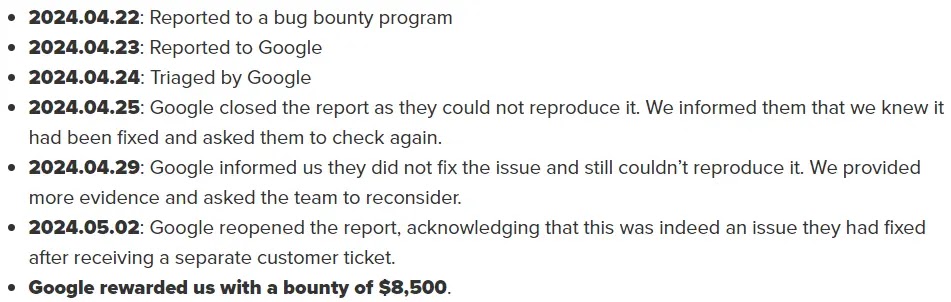 • 2024.04.22: Reported to a bug bounty program
• 2024.04.23: Reported to Google
• 2024.04.24: Triaged by Google
• 2024.04.25: Google closed the report as they could not reproduce it. We informed them that we knew it
had been fixed and asked them to check again.
• 2024.04.29: Google informed us they did not fix the issue and still couldn’t reproduce it. We provided
more evidence and asked the team to reconsider.
• 2024.05.02: Google reopened the report, acknowledging that this was indeed an issue they had fixed
after receiving a separate customer ticket.
• Google rewarded us with a bounty of $8,500.